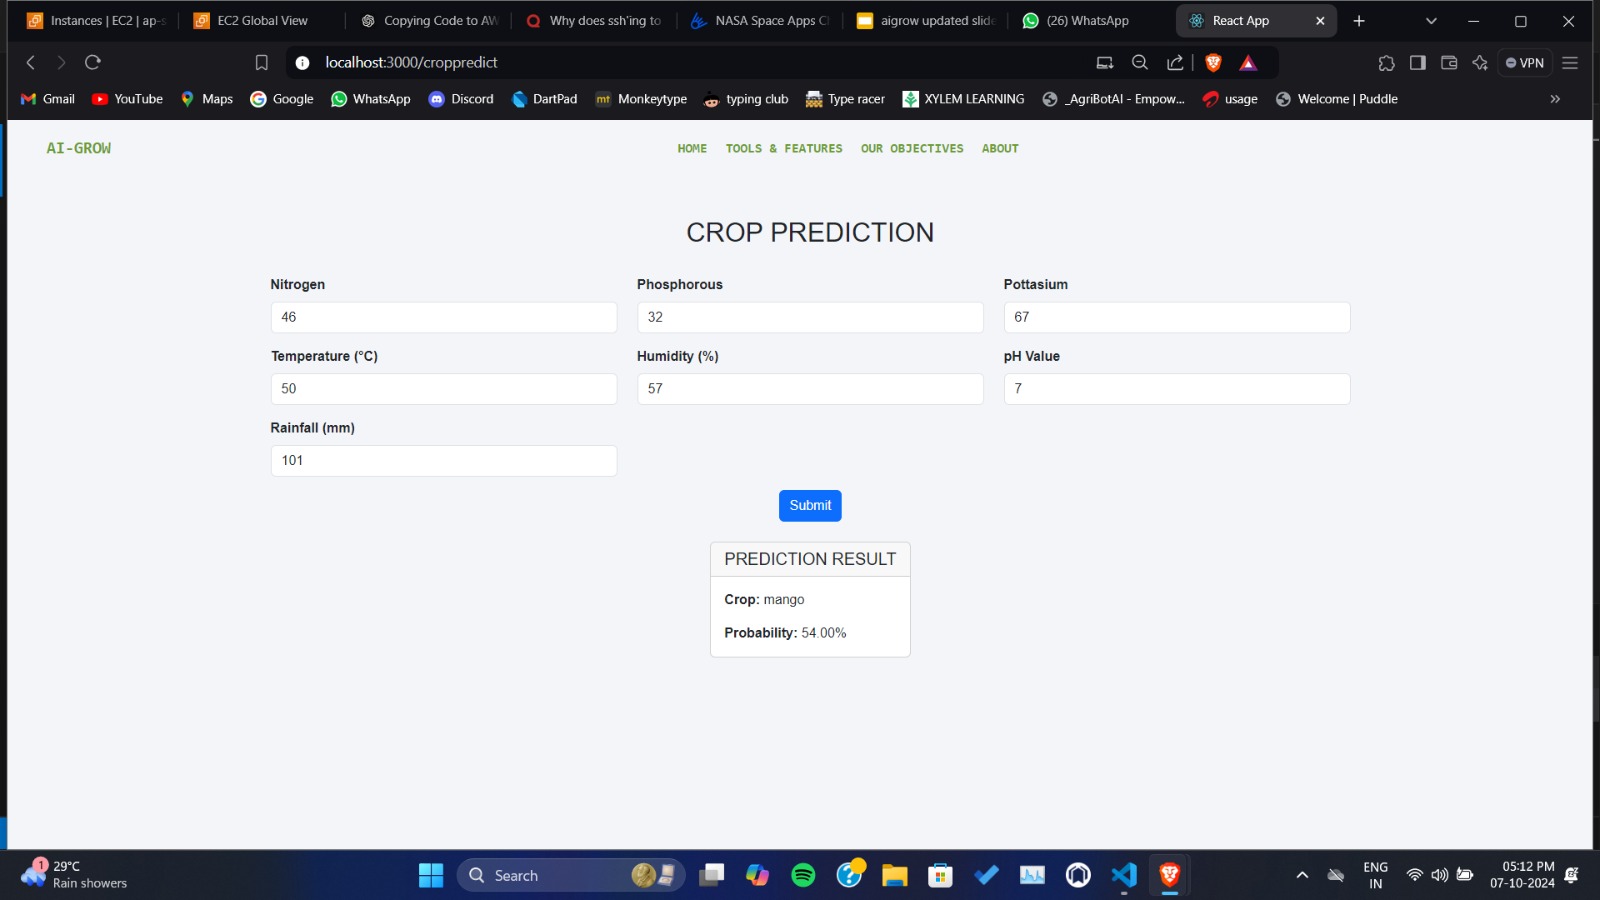 Instances | EC2 | ap-s
EC2 Global View
Copying Code to AW
Why does ssh'ing to
NASA Space Apps Ch
aigrow updated slide
(26) WhatsApp
React App
localhost:3000/croppredict
VPN
Gmail
YouTube
Maps
Google
WhatsApp
Discord
DartPad
mt Monkeytype
typing club
Type racer
XYLEM LEARNING
_AgriBotAI - Empow...
usage
Welcome | Puddle
AI-GROW
HOME TOOLS & FEATURES OUR OBJECTIVES ABOUT
CROP PREDICTION
Nitrogen Phosphorous Pottasium
46 32 67
Temperature (°C) Humidity (%) pH Value
50 57 7
Rainfall (mm)
101
Submit
PREDICTION RESULT
Crop: mango
Probability: 54.00%
1
29°C
Rain showers
Search
ENG
IN
05:12 PM
07-10-2024